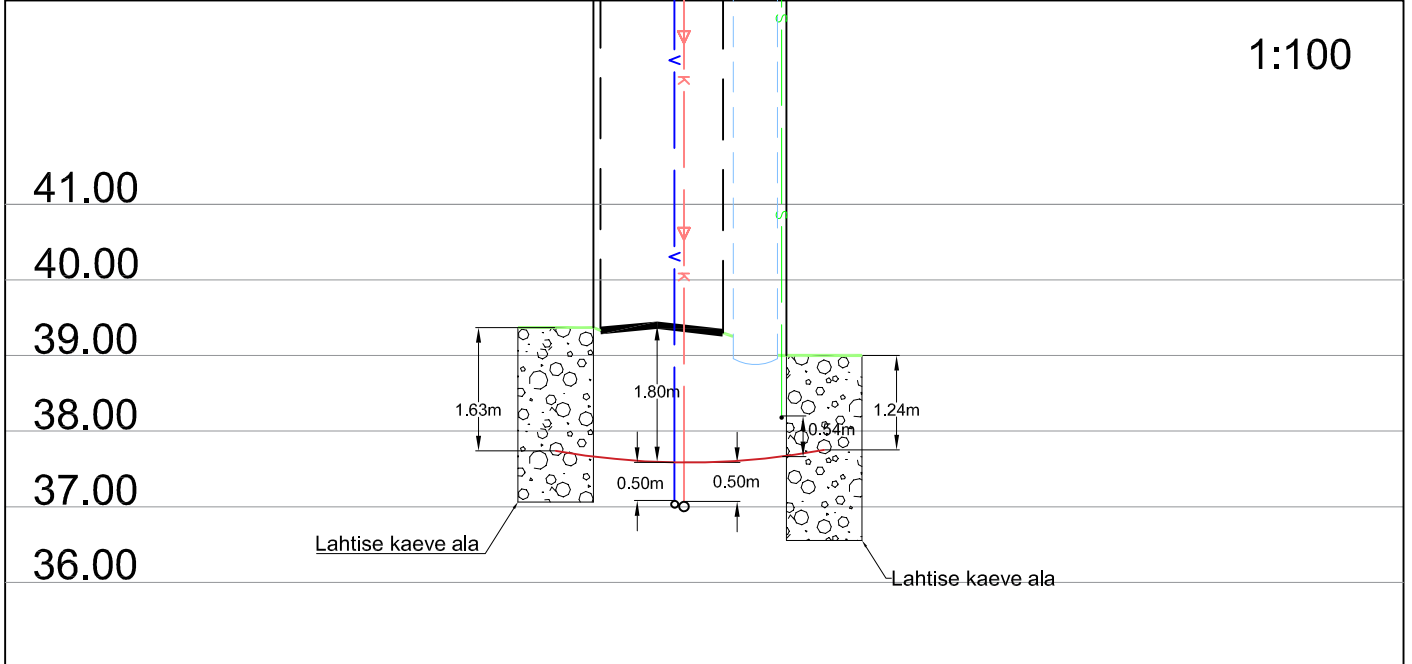 1:100
S
V
K
41.00
S
40.00
V
K
39.00
1.80m
1.63m
1.24m
38.00
0.54m
0.50m
0.50m
37.00
Lahtise kaeve ala
36.00
Lahtise kaeve ala